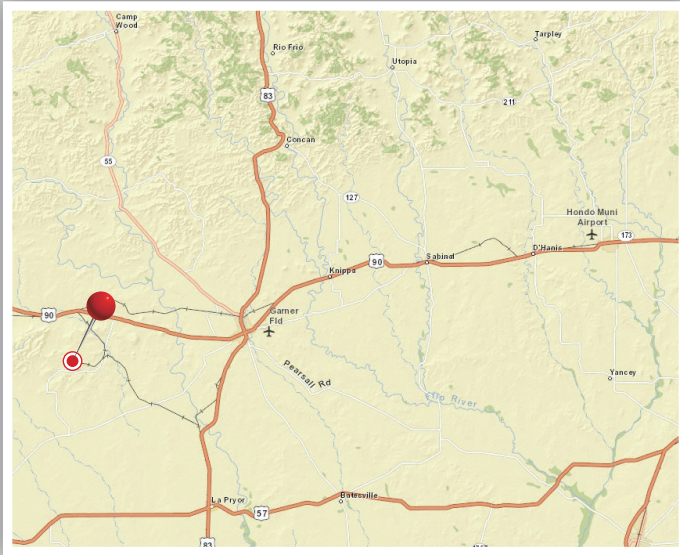 Camp
Wood
Tarpley
Rio Frio
Utopia
83
211
Concan
55
127
Hondo Muni
Airport
173
D'Hanis
Sabinal
90
Knippa
90
Garner
Fld
Pearsall Rd
Yancey
River
La Pryor
Batesville
57
83